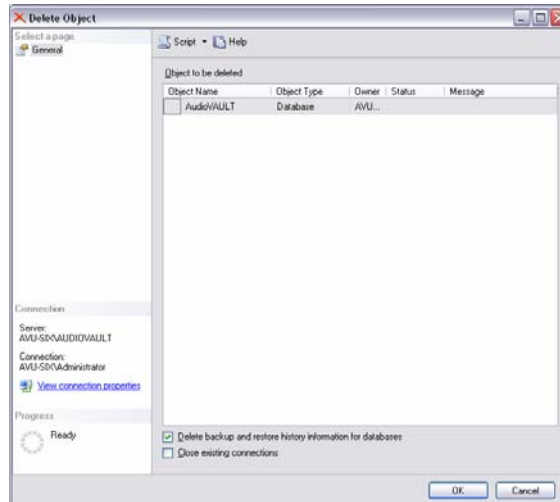 Delete Object
Select a page
General
Script Help
Object to be deleted
Object Name Object Type Owner Status Message
AudioVAULT Database AVU...
Connection
Server:
AVU-SIX\AUDIOVAULT
Connection:
AVU-SIX\Administrator
View connection properties
Progress
Ready
Delete backup and restore history information for databases
Close existing connections
OK Cancel